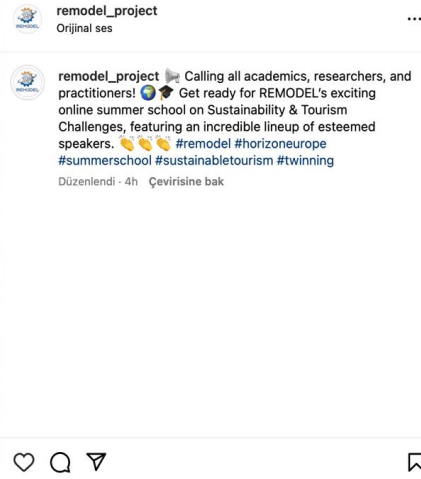 remodel_project
Orijinal ses
remodel_project 📢 Calling all academics, researchers, and
practitioners! 🌍🎓 Get ready for REMODEL's exciting
online summer school on Sustainability & Tourism
Challenges, featuring an incredible lineup of esteemed
speakers. 👏👏👏 #remodel #horizoneurope
#summerschool #sustainabletourism #twinning
Düzenlendi · 4h Çevirisine bak
REMODEL
REMODEL